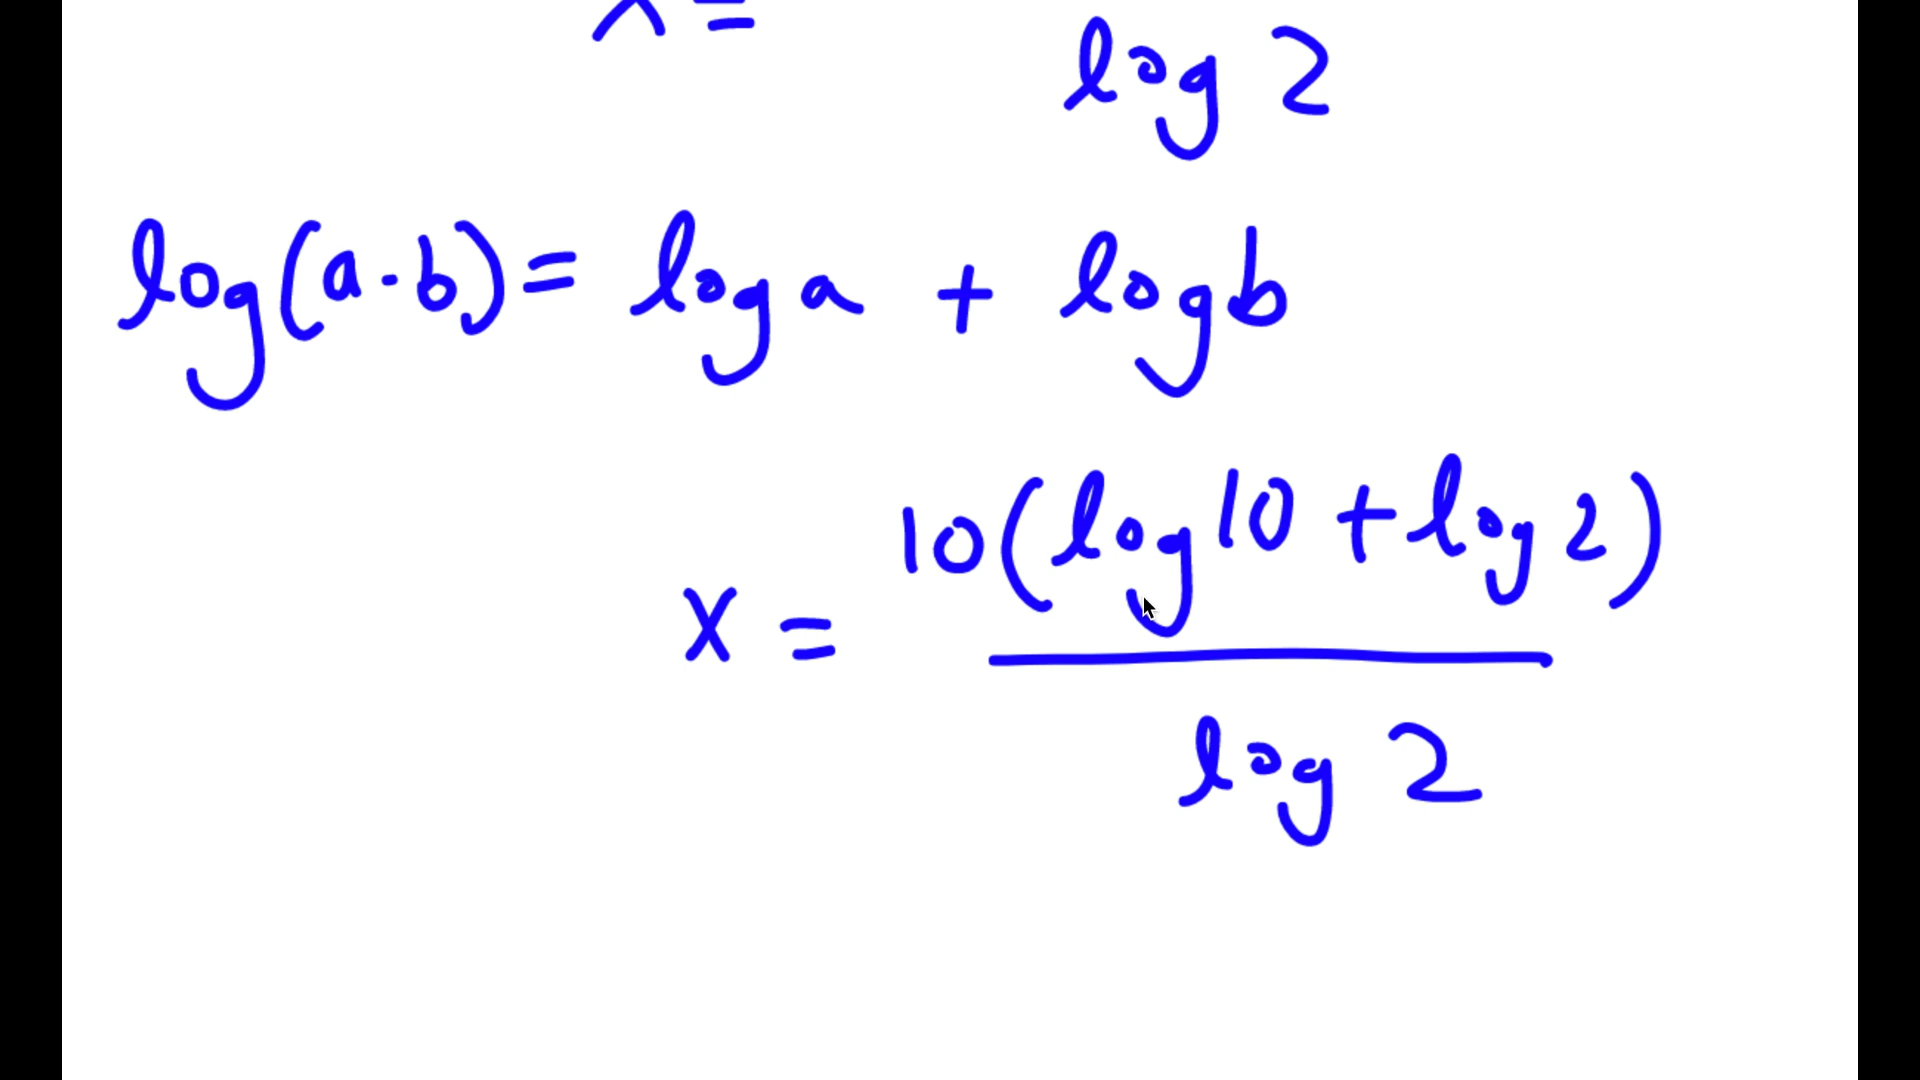 x =
log 2
log(a·b) = log a + log b
10(log 10 + log 2)
x =
log 2